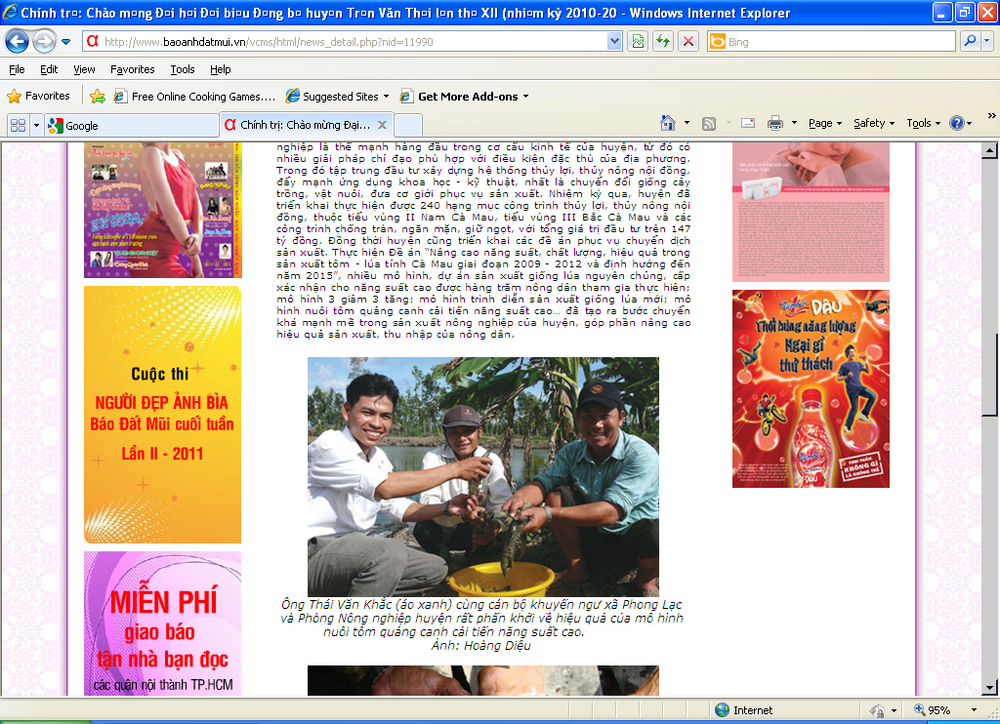 Chính trị: Chào mừng Đại hội Đại biểu Đảng bộ huyện Trần Văn Thời lần thứ XII (nhiệm kỳ 2010-20 - Windows Internet Explorer
http://www.baoanhdatmui.vn/vcms/html/news_detail.php?nid=11990
Bing
File Edit View Favorites Tools Help
Favorites Free Online Cooking Games.... Suggested Sites Get More Add-ons
Google Chính trị: Chào mừng Đại... Page Safety Tools
nghiệp là thế mạnh hàng đầu trong cơ cấu kinh tế của huyện, từ đó có
nhiều giải pháp chỉ đạo phù hợp với điều kiện đặc thù của địa phương.
Trong đó tập trung đầu tư xây dựng hệ thống thủy lợi, thủy nông nội đồng,
đẩy mạnh ứng dụng khoa học - kỹ thuật, nhất là chuyển đổi giống cây
trồng, vật nuôi, đưa cơ giới phục vụ sản xuất. Nhiệm kỳ qua, huyện đã
triển khai thực hiện được 240 hạng mục công trình thủy lợi, thủy nông nội
đồng, thuộc tiểu vùng II Nam Cà Mau, tiểu vùng III Bắc Cà Mau và các
công trình chống tràn, ngăn mặn, giữ ngọt, với tổng giá trị đầu tư trên 147
tỷ đồng. Đồng thời huyện cũng triển khai các đề án phục vụ chuyển dịch
sản xuất. Thực hiện Đề án “Nâng cao năng suất, chất lượng, hiệu quả trong
sản xuất tôm - lúa tỉnh Cà Mau giai đoạn 2009 - 2012 và định hướng đến
năm 2015”, nhiều mô hình, dự án sản xuất giống lúa nguyên chủng, cấp
xác nhận cho năng suất cao được hàng trăm nông dân tham gia thực hiện;
mô hình 3 giảm 3 tăng; mô hình trình diễn sản xuất giống lúa mới; mô
hình nuôi tôm quảng canh cải tiến năng suất cao... đã tạo ra bước chuyển
khá mạnh mẽ trong sản xuất nông nghiệp của huyện, góp phần nâng cao
hiệu quả sản xuất, thu nhập của nông dân.
Ông Thái Văn Khắc (áo xanh) cùng cán bộ khuyến ngư xã Phong Lạc
và Phòng Nông nghiệp huyện rất phấn khởi về hiệu quả của mô hình
nuôi tôm quảng canh cải tiến năng suất cao.
Ảnh: Hoàng Diệu
Cuộc thi
NGƯỜI ĐẸP ẢNH BÌA
Báo Đất Mũi cuối tuần
Lần II - 2011
MIỄN PHÍ
giao báo
tận nhà bạn đọc
các quận nội thành TP.HCM
DÂU
Thổi bùng năng lượng
Ngại gì
thử thách
DÂU
TINH THẦN
KHÔNG GÌ
LÀ KHÔNG THỂ
Internet 95%